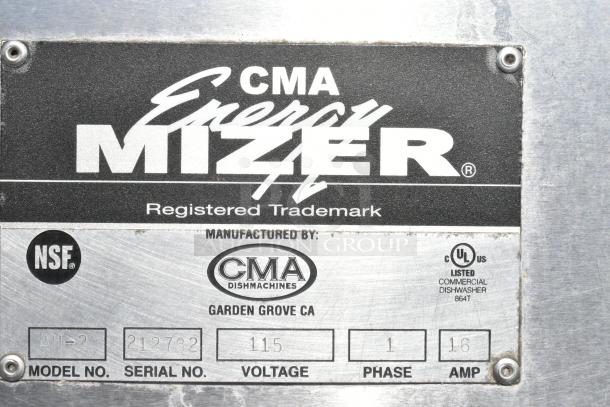 CMA
Energy
MIZER®
Registered Trademark
MANUFACTURED BY:
NSF®
CMA
DISHMACHINES
GARDEN GROVE CA
C UL US
LISTED
COMMERCIAL
DISHWASHER
864T
115 1 16
MODEL NO. SERIAL NO. VOLTAGE PHASE AMP